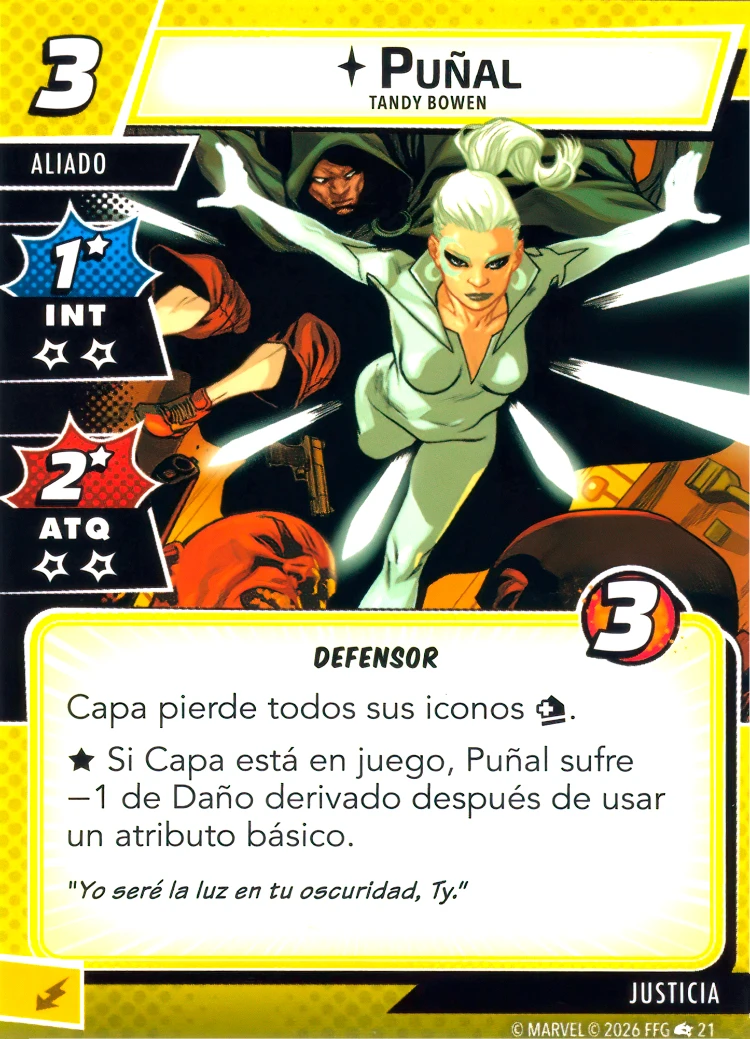 3
Puñal
TANDY BOWEN
ALIADO
1
INT
2
ATQ
3
DEFENSOR
Capa pierde todos sus iconos .
★ Si Capa está en juego, Puñal sufre
–1 de Daño derivado después de usar
un atributo básico.
"Yo seré la luz en tu oscuridad, Ty."
JUSTICIA
© MARVEL © 2026 FFG 21